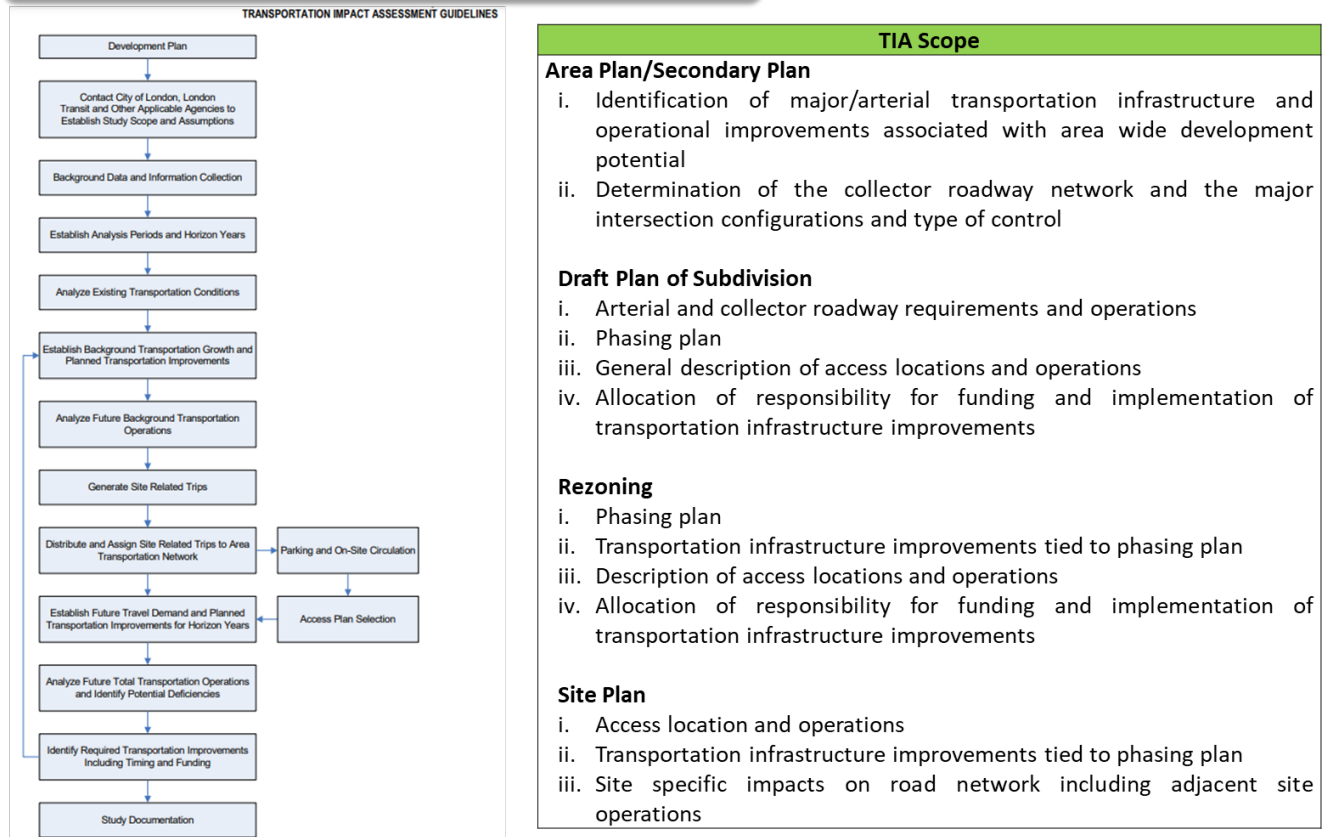 TRANSPORTATION IMPACT ASSESSMENT GUIDELINES
Development Plan
Contact City of London, London
Transit and Other Applicable Agencies to
Establish Study Scope and Assumptions
Background Data and Information Collection
Establish Analysis Periods and Horizon Years
Analyze Existing Transportation Conditions
Establish Background Transportation Growth and
Planned Transportation Improvements
Analyze Future Background Transportation
Operations
Generate Site Related Trips
Distribute and Assign Site Related Trips to Area
Transportation Network
Parking and On-Site Circulation
Establish Future Travel Demand and Planned
Transportation Improvements for Horizon Years
Access Plan Selection
Analyze Future Total Transportation Operations
and Identify Potential Deficiencies
Identify Required Transportation Improvements
Including Timing and Funding
Study Documentation
TIA Scope
Area Plan/Secondary Plan
i. Identification of major/arterial transportation infrastructure and
operational improvements associated with area wide development
potential
ii. Determination of the collector roadway network and the major
intersection configurations and type of control
Draft Plan of Subdivision
i. Arterial and collector roadway requirements and operations
ii. Phasing plan
iii. General description of access locations and operations
iv. Allocation of responsibility for funding and implementation of
transportation infrastructure improvements
Rezoning
i. Phasing plan
ii. Transportation infrastructure improvements tied to phasing plan
iii. Description of access locations and operations
iv. Allocation of responsibility for funding and implementation of
transportation infrastructure improvements
Site Plan
i. Access location and operations
ii. Transportation infrastructure improvements tied to phasing plan
iii. Site specific impacts on road network including adjacent site
operations